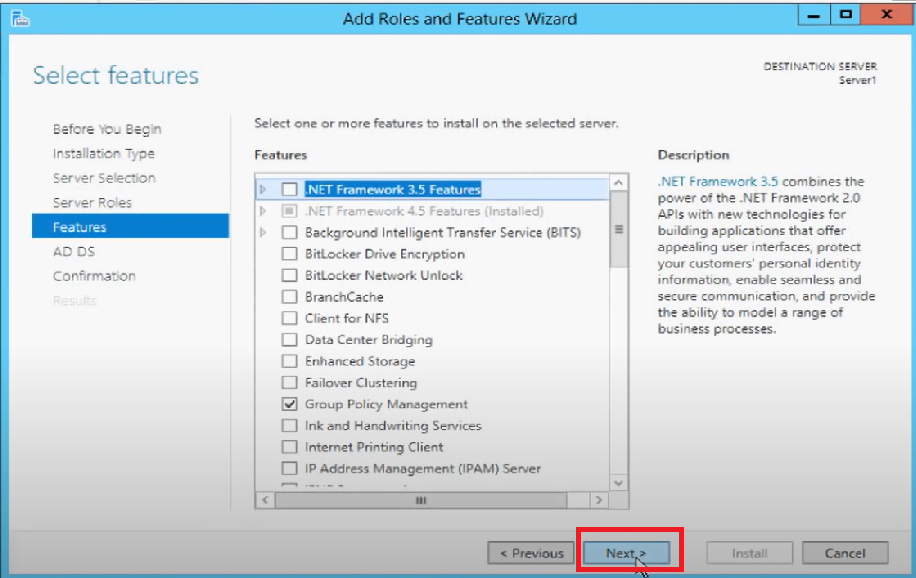 Add Roles and Features Wizard
Select features
DESTINATION SERVER
Server1
Before You Begin
Installation Type
Server Selection
Server Roles
Features
AD DS
Confirmation
Results
Select one or more features to install on the selected server.
Features
.NET Framework 3.5 Features
.NET Framework 4.5 Features (Installed)
Background Intelligent Transfer Service (BITS)
BitLocker Drive Encryption
BitLocker Network Unlock
BranchCache
Client for NFS
Data Center Bridging
Enhanced Storage
Failover Clustering
Group Policy Management
Ink and Handwriting Services
Internet Printing Client
IP Address Management (IPAM) Server
Description
.NET Framework 3.5 combines the
power of the .NET Framework 2.0
APIs with new technologies for
building applications that offer
appealing user interfaces, protect
your customers' personal identity
information, enable seamless and
secure communication, and provide
the ability to model a range of
business processes.
< Previous
Next >
Install
Cancel